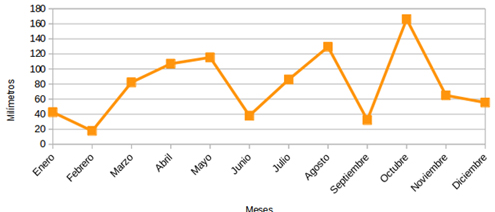 180
160
140
120
100
80
60
40
20
0
Milímetros
Enero
Febrero
Marzo
Abril
Mayo
Junio
Julio
Agosto
Septiembre
Octubre
Noviembre
Diciembre
Meses